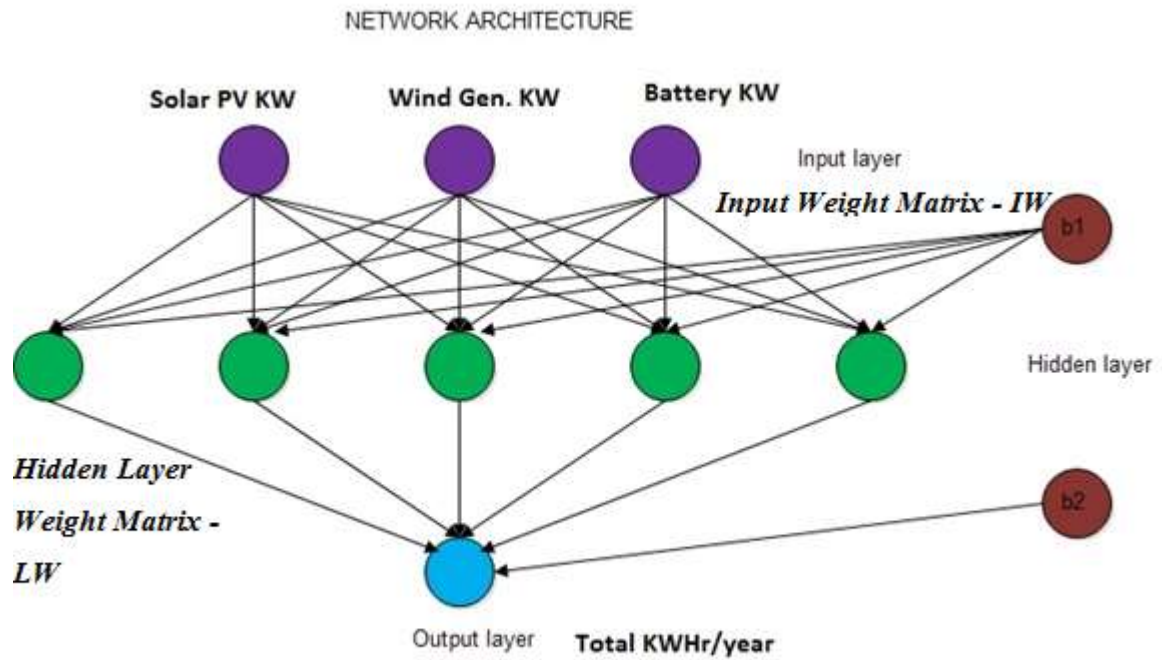 NETWORK ARCHITECTURE
Solar PV KW
Wind Gen. KW
Battery KW
Input layer
Input Weight Matrix - IW
b1
Hidden layer
Hidden Layer
Weight Matrix -
LW
b2
Output layer
Total KWHr/year